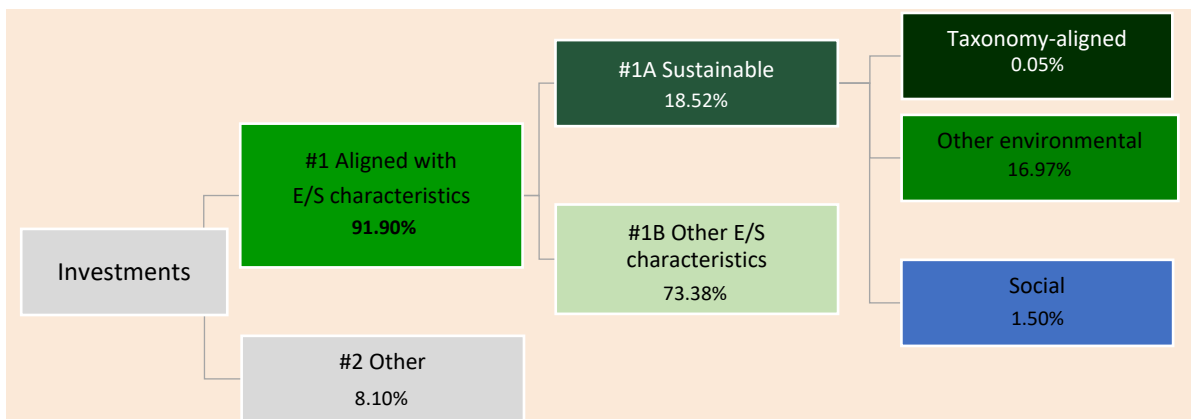 Investments
#1 Aligned with
E/S characteristics
91.90%
#2 Other
8.10%
#1A Sustainable
18.52%
#1B Other E/S
characteristics
73.38%
Taxonomy-aligned
0.05%
Other environmental
16.97%
Social
1.50%